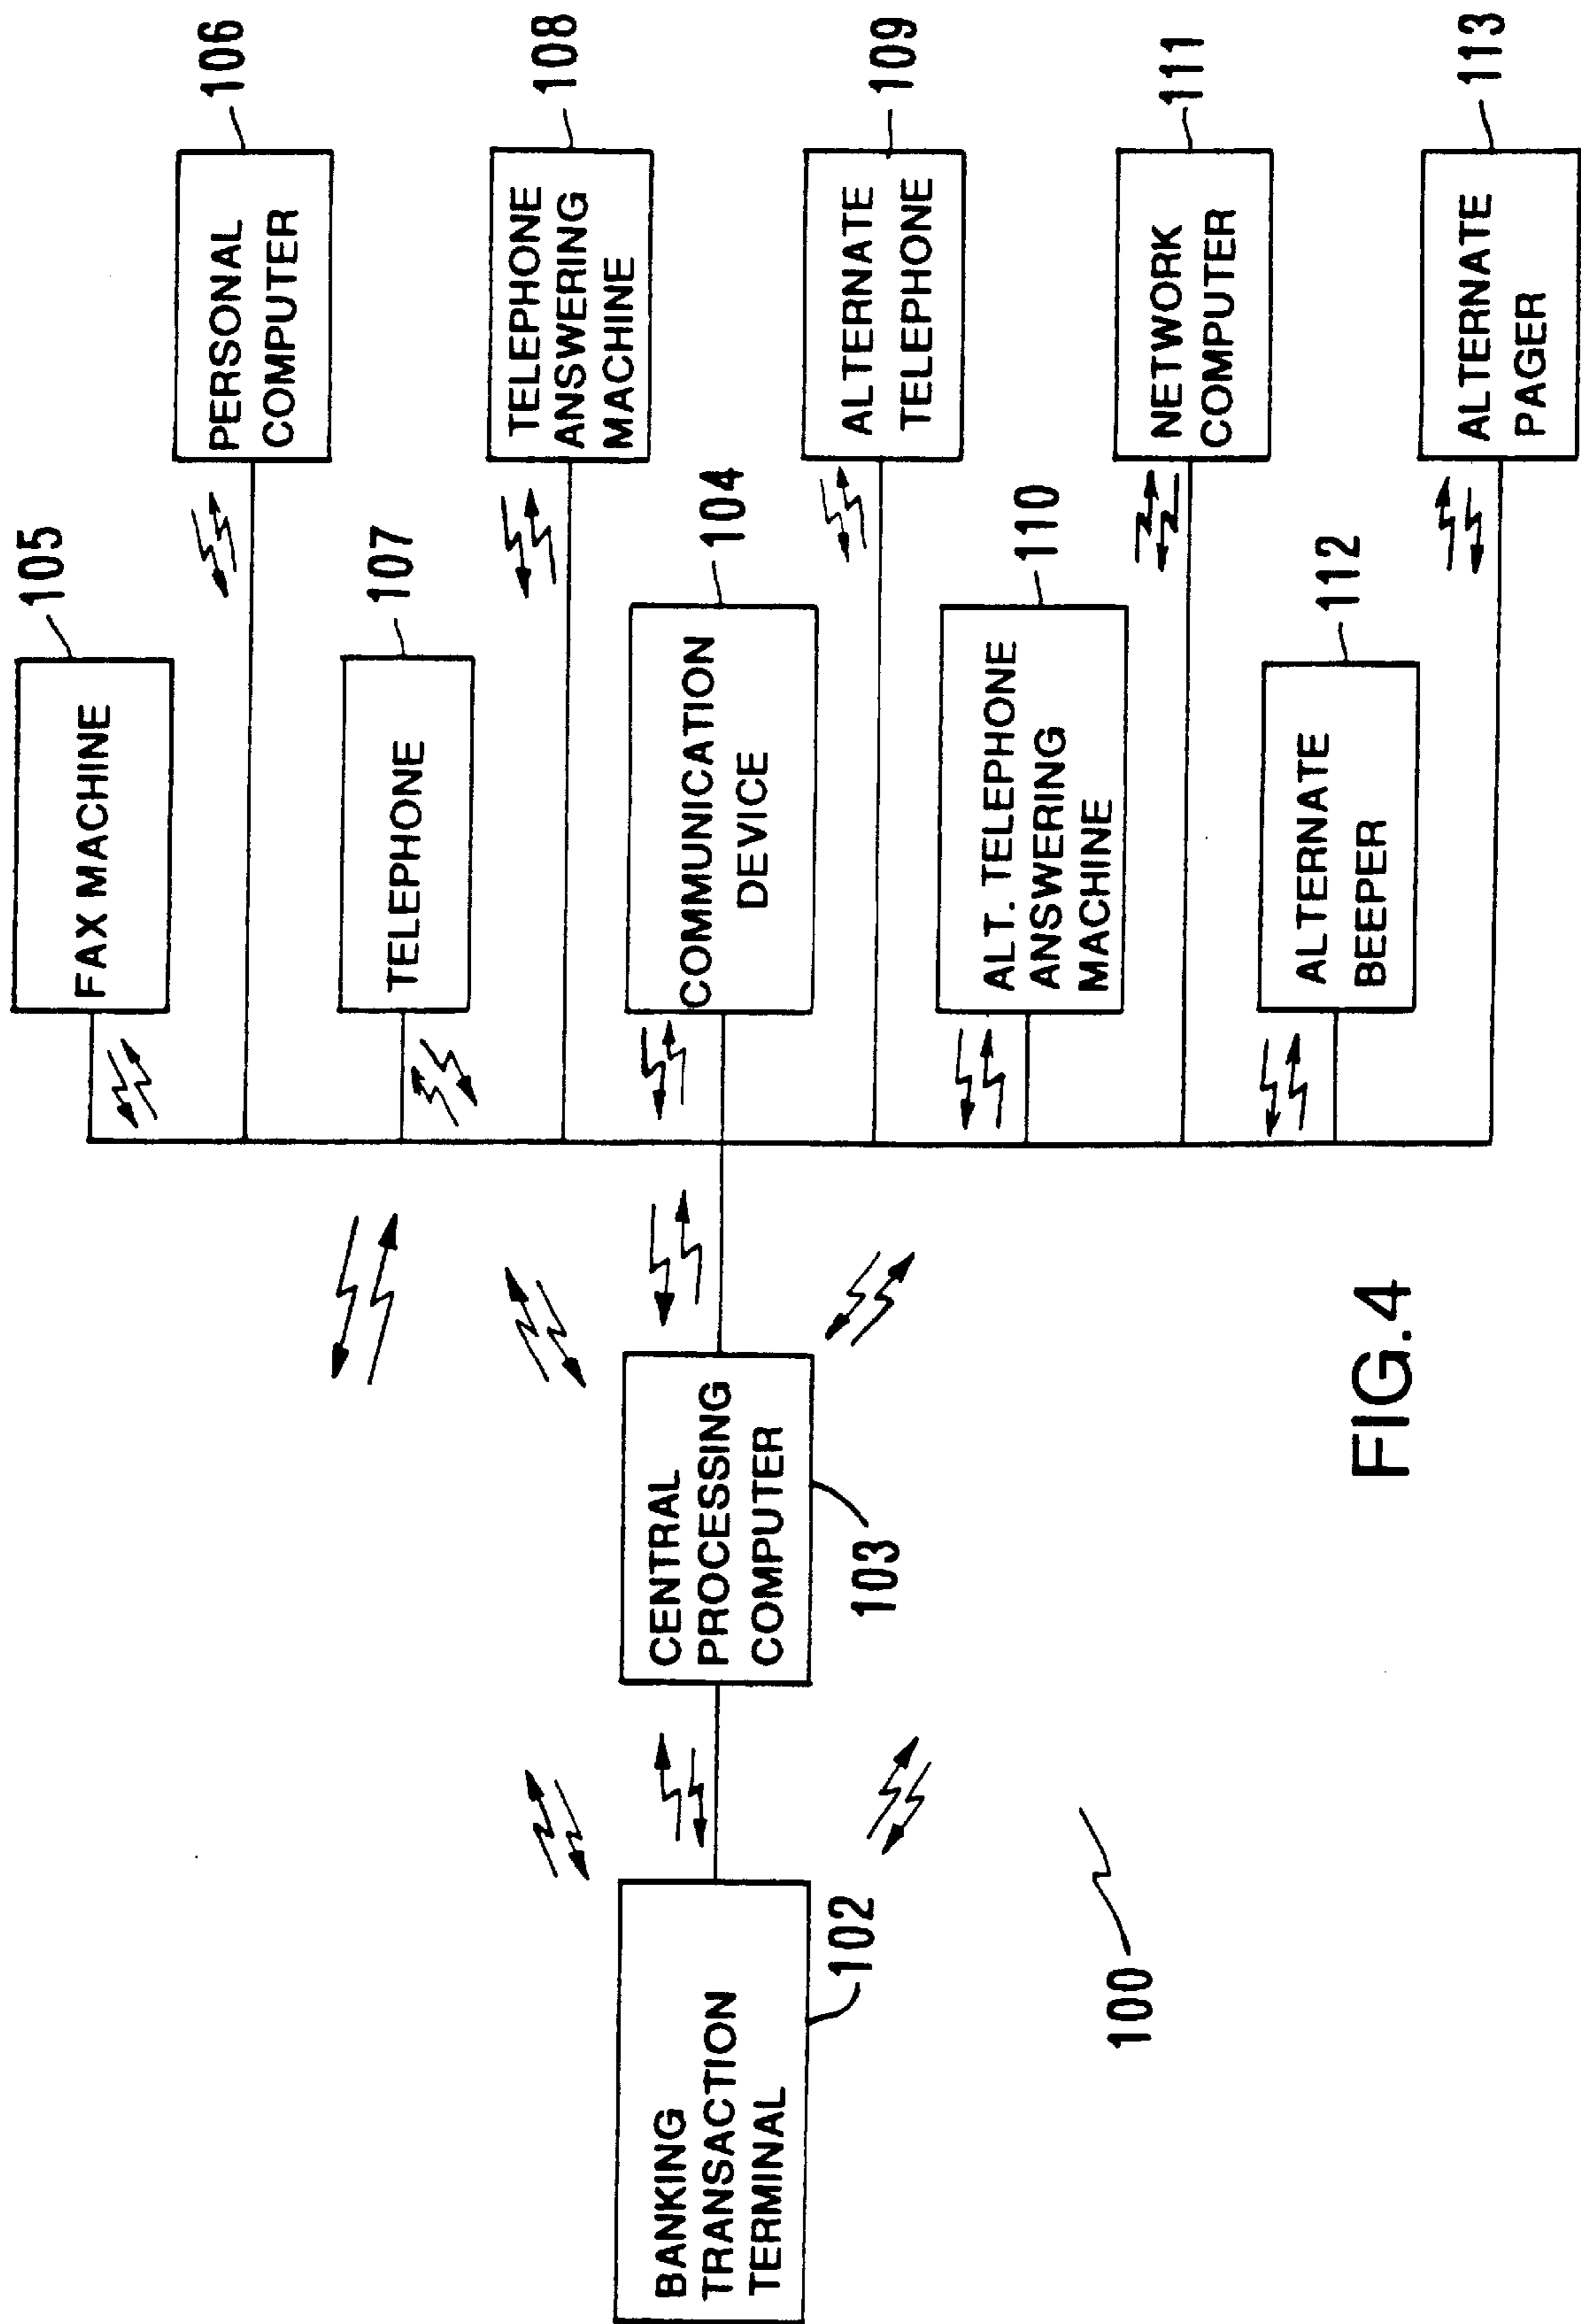 105
FAX MACHINE
106
PERSONAL
COMPUTER
107
TELEPHONE
108
TELEPHONE
ANSWERING
MACHINE
104
COMMUNICATION
DEVICE
CENTRAL
PROCESSING
COMPUTER
103
BANKING
TRANSACTION
TERMINAL
102
109
ALTERNATE
TELEPHONE
110
ALT. TELEPHONE
ANSWERING
MACHINE
111
NETWORK
COMPUTER
112
ALTERNATE
BEEPER
113
ALTERNATE
PAGER
100
FIG.4